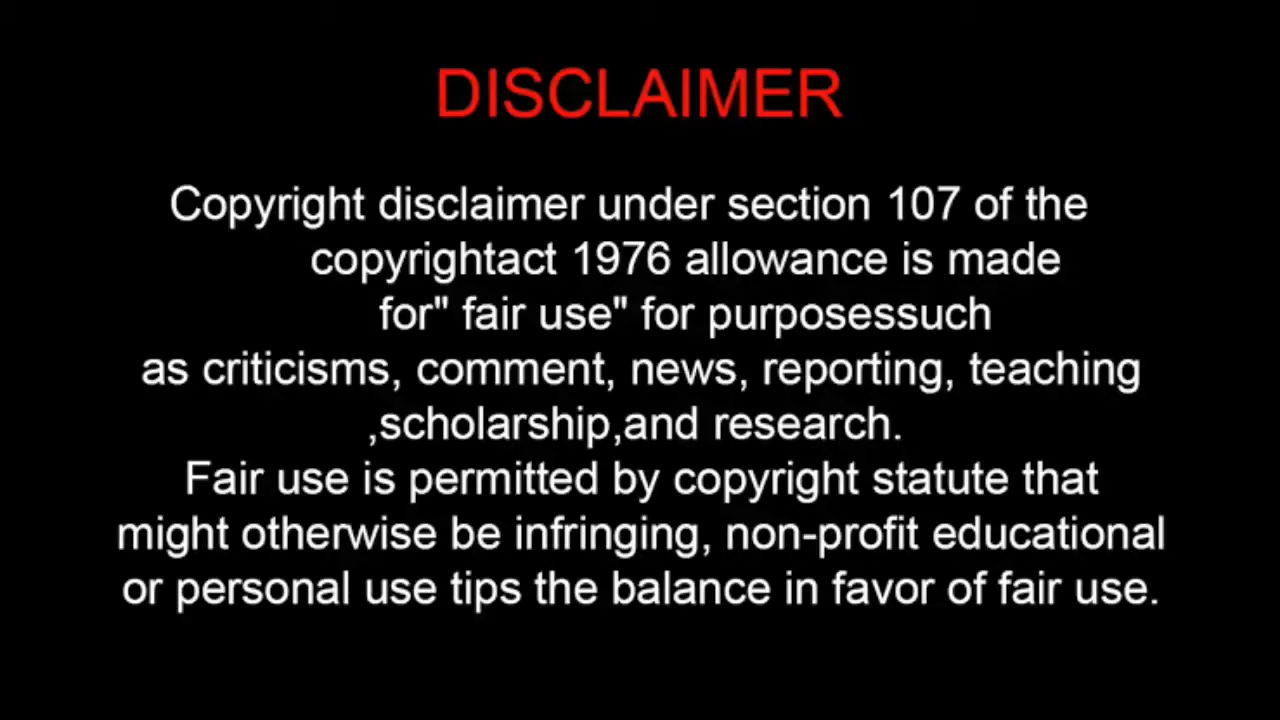 DISCLAIMER
Copyright disclaimer under section 107 of the
copyrightact 1976 allowance is made
for" fair use" for purposessuch
as criticisms, comment, news, reporting, teaching
,scholarship,and research.
Fair use is permitted by copyright statute that
might otherwise be infringing, non-profit educational
or personal use tips the balance in favor of fair use.